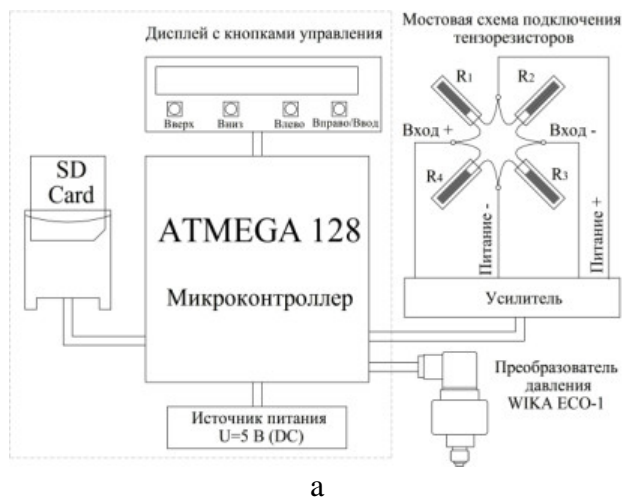 Дисплей с кнопками управления
Вверх
Вниз
Влево
Вправо/Ввод
Мостовая схема подключения
тензорезисторов
R1
R2
Вход +
Вход -
R4
R3
Питание -
Питание +
Усилитель
SD
Card
ATMEGA 128
Микроконтроллер
Источник питания
U=5 В (DC)
Преобразователь
давления
WIKA ECO-1
а